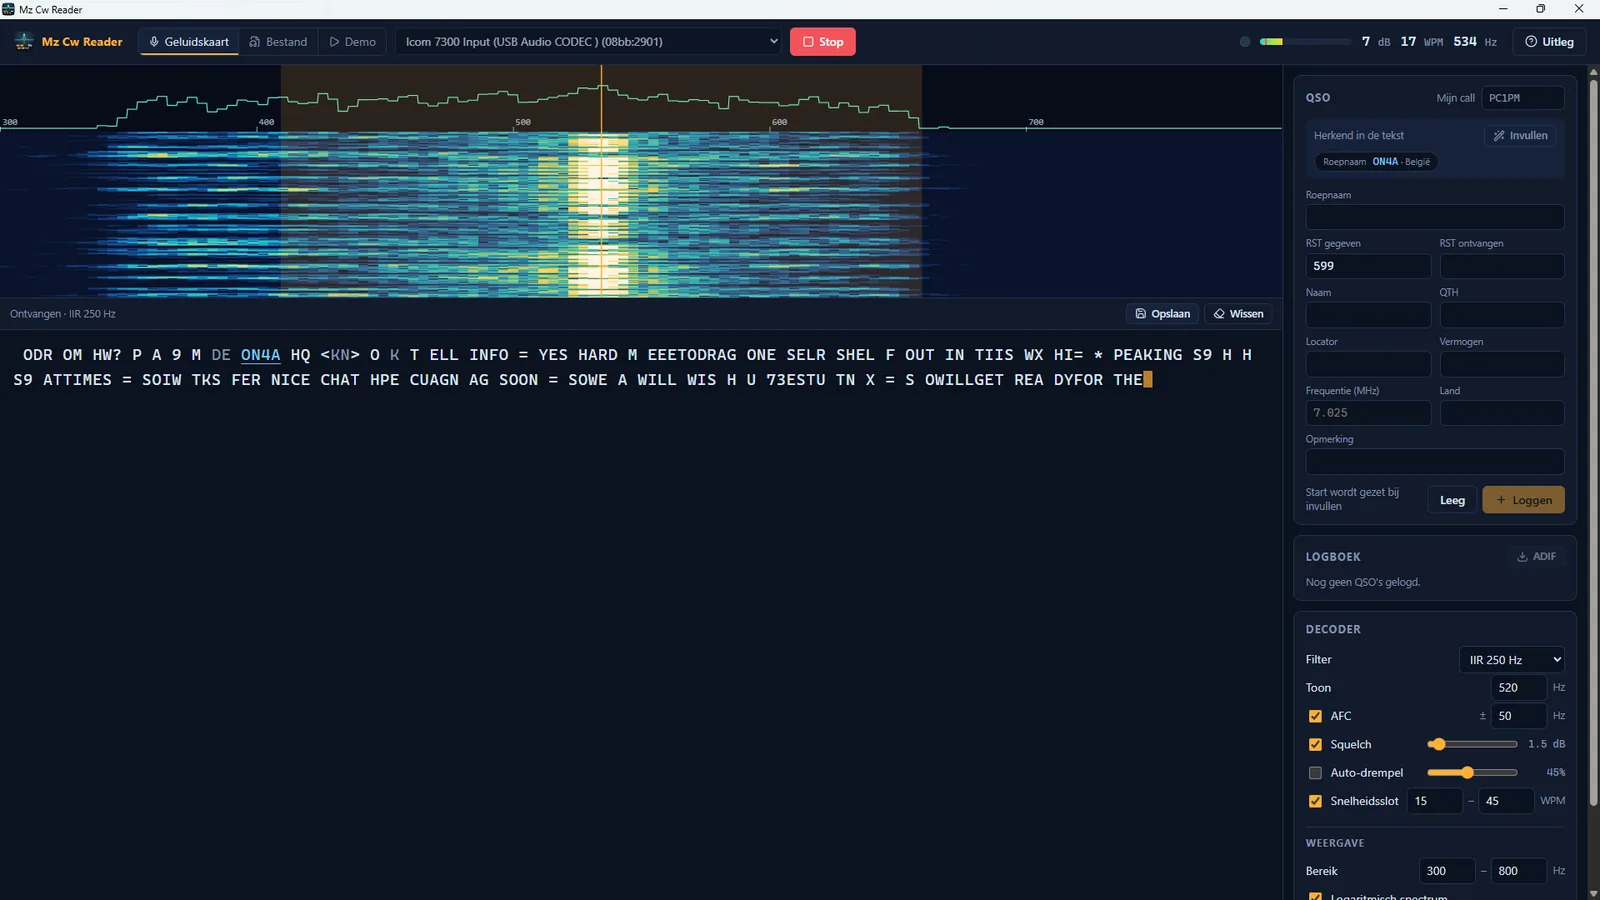 Mz Cw Reader
Mz Cw Reader Geluidskaart Bestand Demo Icom 7300 Input (USB Audio CODEC ) (08bb:2901) Stop 7 dB 17 WPM 534 Hz Uitleg
300 400 500 600 700
Ontvangen · IIR 250 Hz Opslaan Wissen
ODR OM HW? P A 9 M DE ON4A HQ <KN> O K T ELL INFO = YES HARD M EEETODRAG ONE SELR SHEL F OUT IN TIIS WX HI= * PEAKING S9 H H
S9 ATTIMES = SOIW TKS FER NICE CHAT HPE CUAGN AG SOON = SOWE A WILL WIS H U 73ESTU TN X = S OWILLGET REA DYFOR THE
QSO Mijn call PC1PM
Herkend in de tekst Invullen
Roepnaam ON4A · België
Roepnaam
RST gegeven RST ontvangen
599
Naam QTH
Locator Vermogen
Frequentie (MHz) Land
7.025
Opmerking
Start wordt gezet bij
invullen
Leeg + Loggen
LOGBOEK ADIF
Nog geen QSO's gelogd.
DECODER
Filter IIR 250 Hz
Toon 520 Hz
AFC ± 50 Hz
Squelch 1.5 dB
Auto-drempel 45%
Snelheidsslot 15 – 45 WPM
WEERGAVE
Bereik 300 – 800 Hz
Logaritmisch spectrum